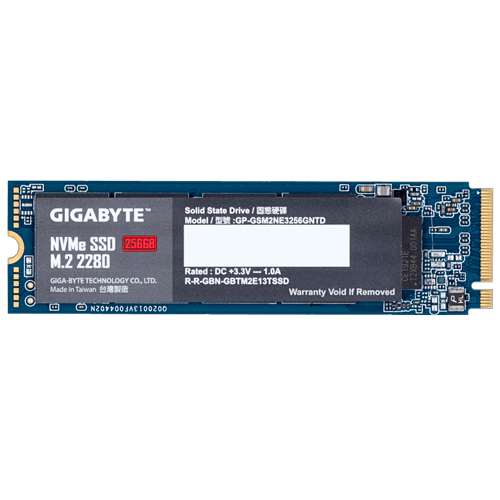 GIGABYTE™
NVMe SSD 256GB
M.2 2280
GIGA-BYTE TECHNOLOGY CO., LTD.
Made in Taiwan 台灣製造
Solid State Drive / 固態硬碟
Model / 型號 :GP-GSM2NE3256GNTD
Rated : DC +3.3V --- 1.0A
R-R-GBN-GBTM2E13TSSD
Warranty Void If Removed